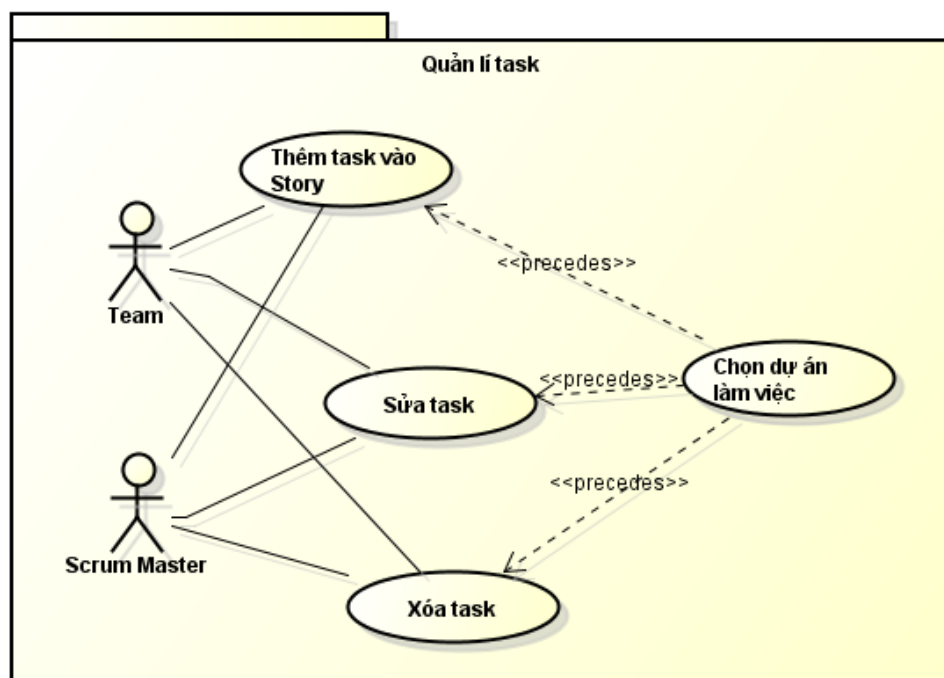 Quản lí task
Thêm task vào
Story
<<precedes>>
Team
Chọn dự án
làm việc
<<precedes>>
Sửa task
<<precedes>>
Scrum Master
Xóa task